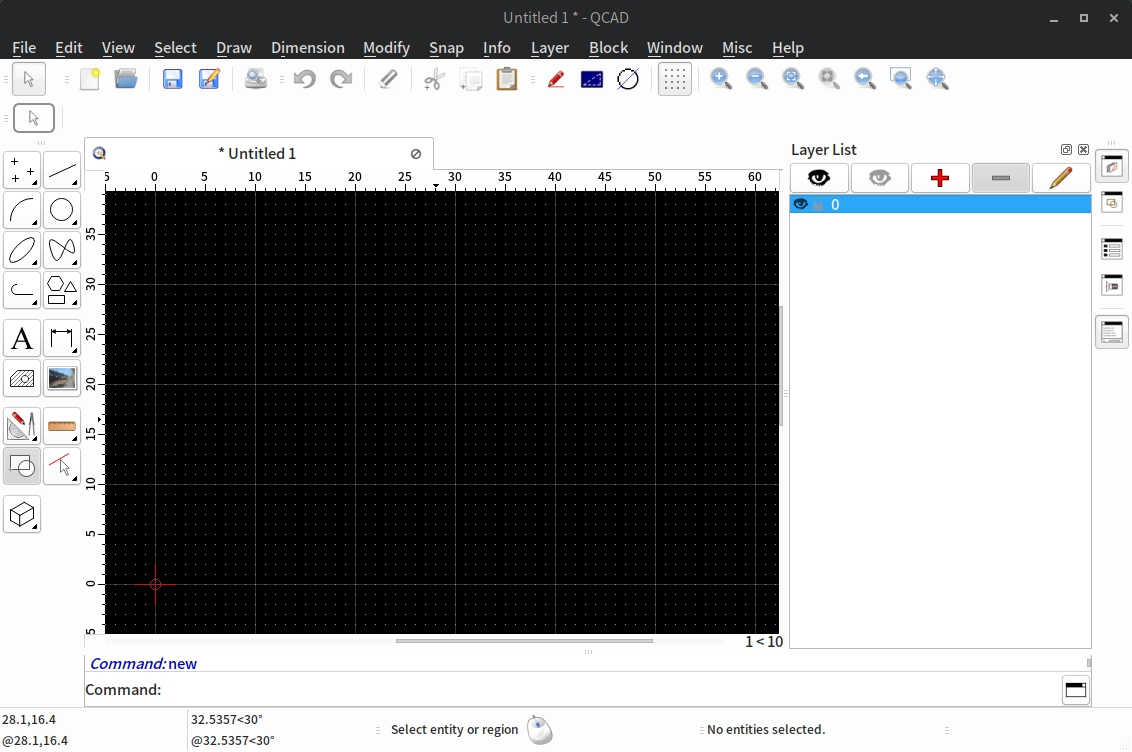 Untitled 1 * - QCAD
File Edit View Select Draw Dimension Modify Snap Info Layer Block Window Misc Help
* Untitled 1
Layer List
5 0 5 10 15 20 25 30 35 40 45 50 55 60
0
35
30
25
20
A
15
10
5
0
5
1 < 10
Command: new
Command:
28.1,16.4
@28.1,16.4
32.5357<30°
@32.5357<30°
Select entity or region
No entities selected.